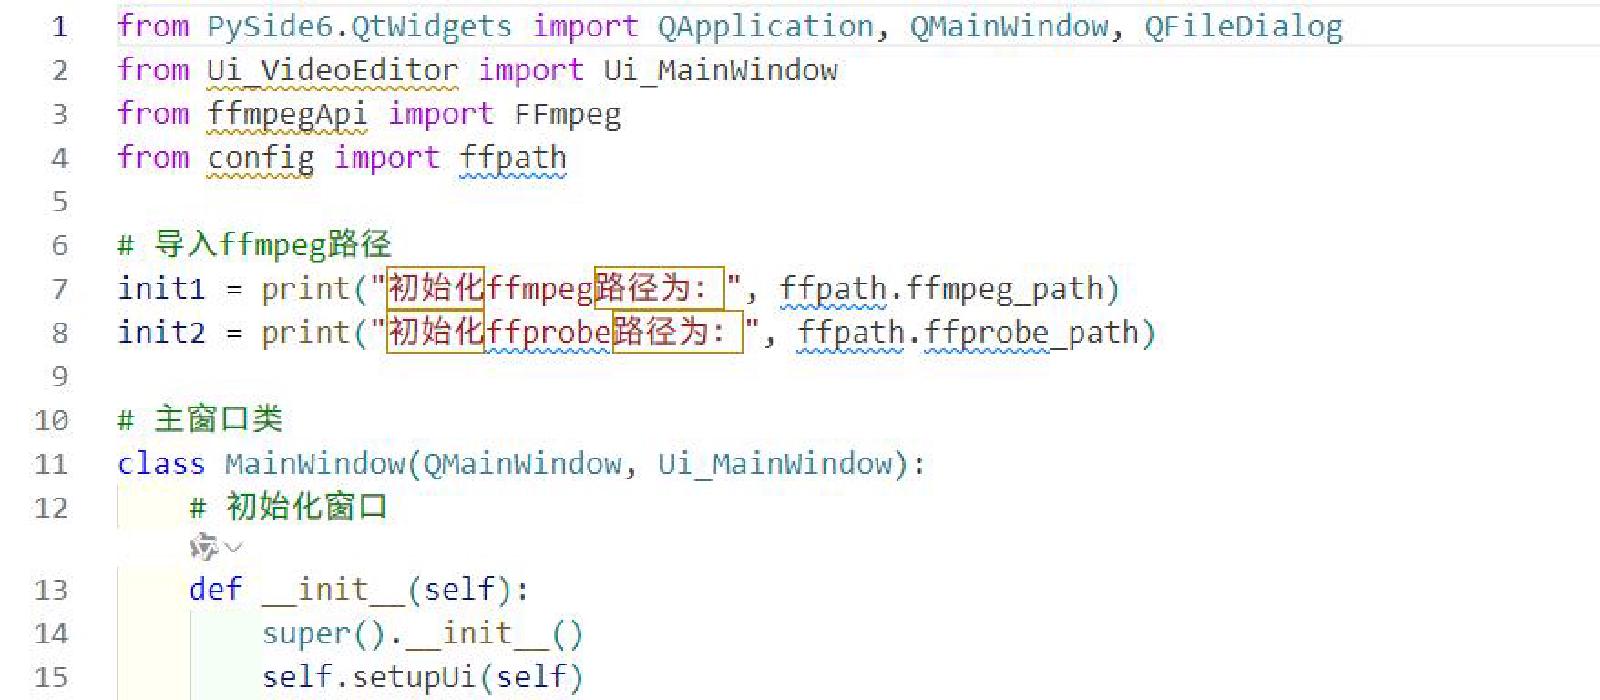 1 from PySide6.QtWidgets import QApplication, QMainWindow, QFileDialog
2 from Ui_VideoEditor import Ui_MainWindow
3 from ffmpegApi import FFmpeg
4 from config import ffpath
5
6 # 导入ffmpeg路径
7 init1 = print("初始化ffmpeg路径为：", ffpath.ffmpeg_path)
8 init2 = print("初始化ffprobe路径为：", ffpath.ffprobe_path)
9
10 # 主窗口类
11 class MainWindow(QMainWindow, Ui_MainWindow):
12 # 初始化窗口
13 def __init__(self):
14 super().__init__()
15 self.setupUi(self)